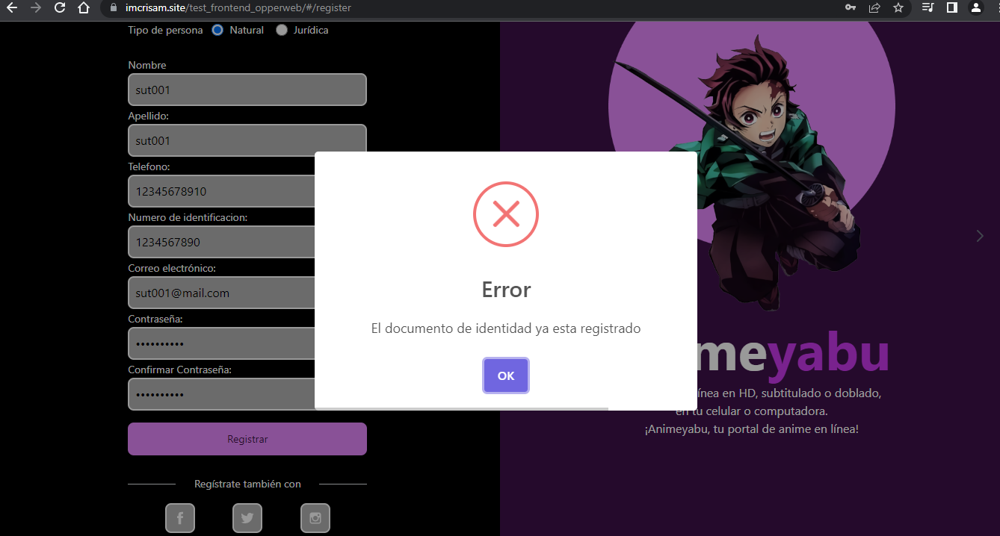 imcrisam.site/test_frontend_opperweb/#/register
Tipo de persona Natural Jurídica
Nombre
sut001
Apellido:
sut001
Telefono:
12345678910
Numero de identificacion:
1234567890
Correo electrónico:
sut001@mail.com
Contraseña:
••••••••••
Confirmar Contraseña:
••••••••••
Registrar
Regístrate también con
Error
El documento de identidad ya esta registrado
OK
meyabu
ínea en HD, subtitulado o doblado,
en tu celular o computadora.
¡Animeyabu, tu portal de anime en línea!